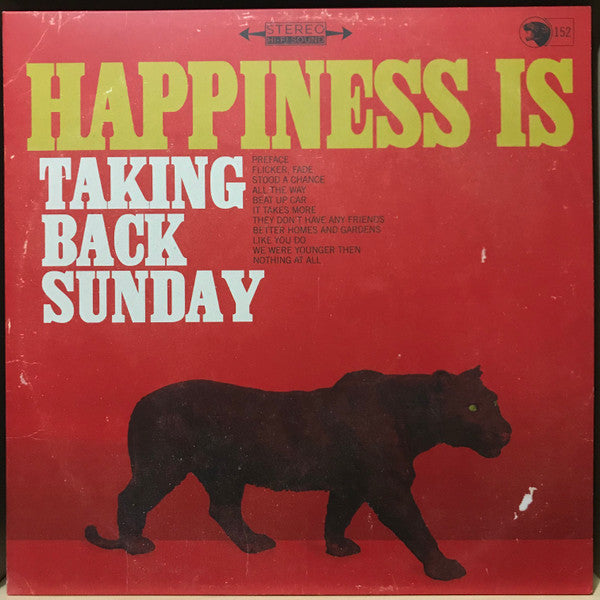 STEREO
HI-FI SOUND
152
HAPPINESS IS
TAKING
BACK
SUNDAY
PREFACE
FLICKER, FADE
STOOD A CHANCE
ALL THE WAY
BEAT UP CAR
IT TAKES MORE
THEY DON'T HAVE ANY FRIENDS
BETTER HOMES AND GARDENS
LIKE YOU DO
WE WERE YOUNGER THEN
NOTHING AT ALL